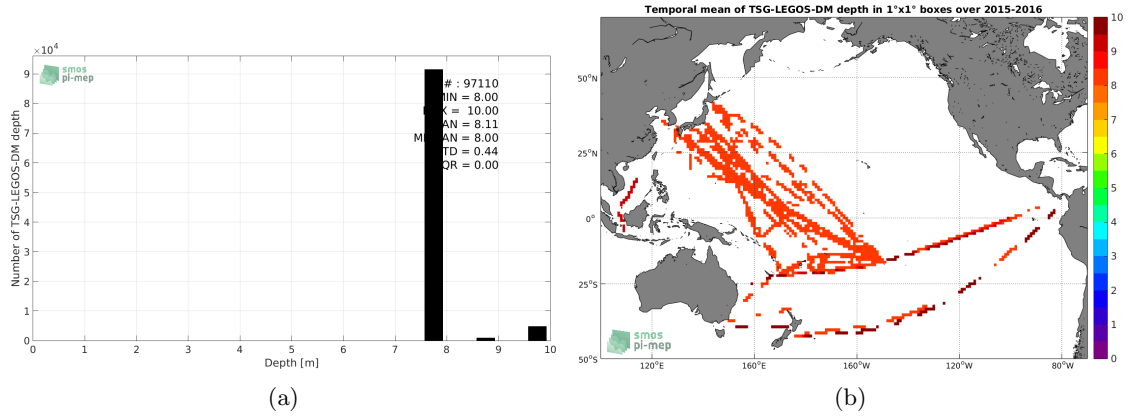 ×10⁴
smos
pi-mep
# : 97110
MIN = 8.00
= 10.00
= 8.11
= 8.00
= 0.44
= 0.00
9
8
7
6
5
4
3
2
1
0
Number of TSG-LEGOS-DM depth
0 1 2 3 4 5 6 7 8 9 10
Depth [m]
(a)
Temporal mean of TSG-LEGOS-DM depth in 1°x1° boxes over 2015-2016
50°N
25°N
0°
25°S
50°S
120°E 160°E 160°W 120°W 80°W
smos
pi-mep
10
9
8
7
6
5
4
3
2
1
0
(b)